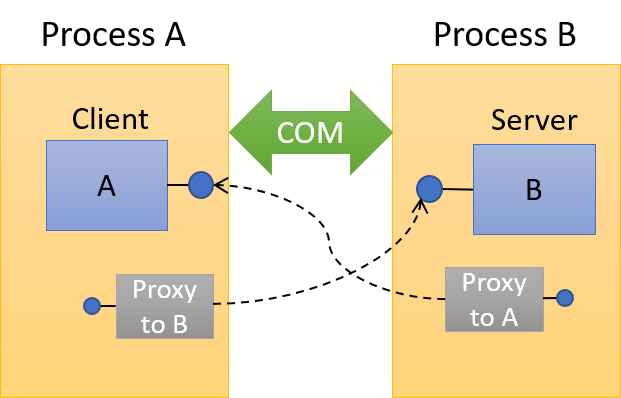 Process A
Process B
Client
COM
Server
A
B
Proxy
to B
Proxy
to A